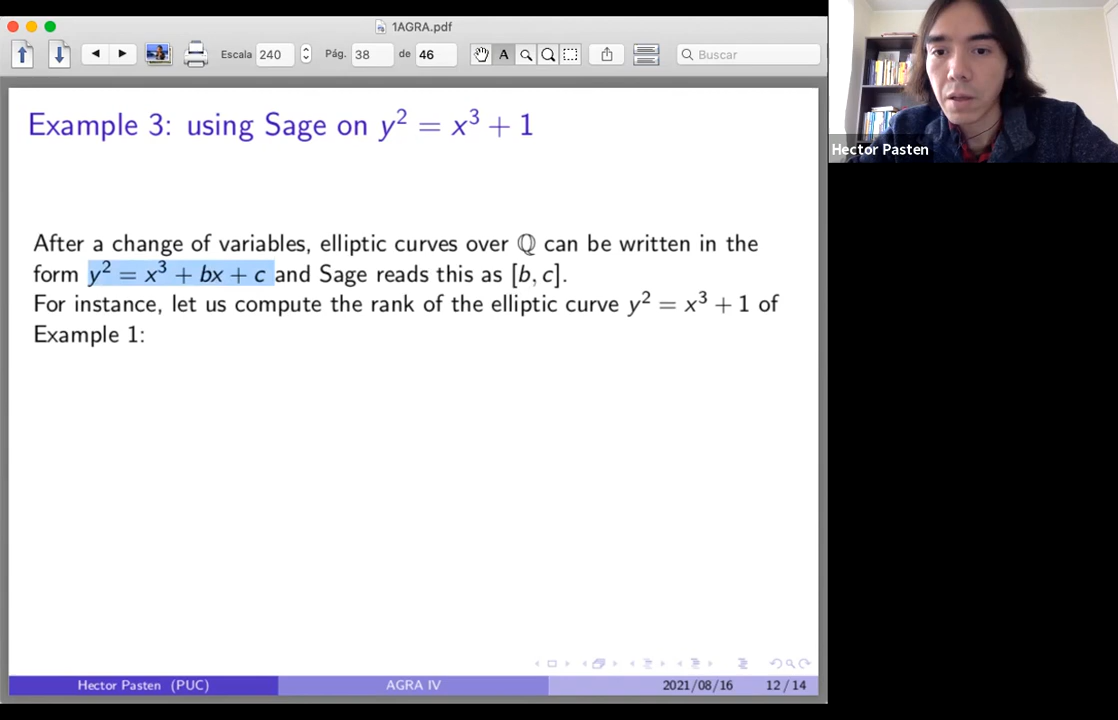 1AGRA.pdf
Escala 240 Pág. 38 de 46 A Buscar
Example 3: using Sage on y² = x³ + 1
After a change of variables, elliptic curves over ℚ can be written in the
form y² = x³ + bx + c and Sage reads this as [b, c].
For instance, let us compute the rank of the elliptic curve y² = x³ + 1 of
Example 1:
Hector Pasten (PUC) AGRA IV 2021/08/16 12 / 14
Hector Pasten